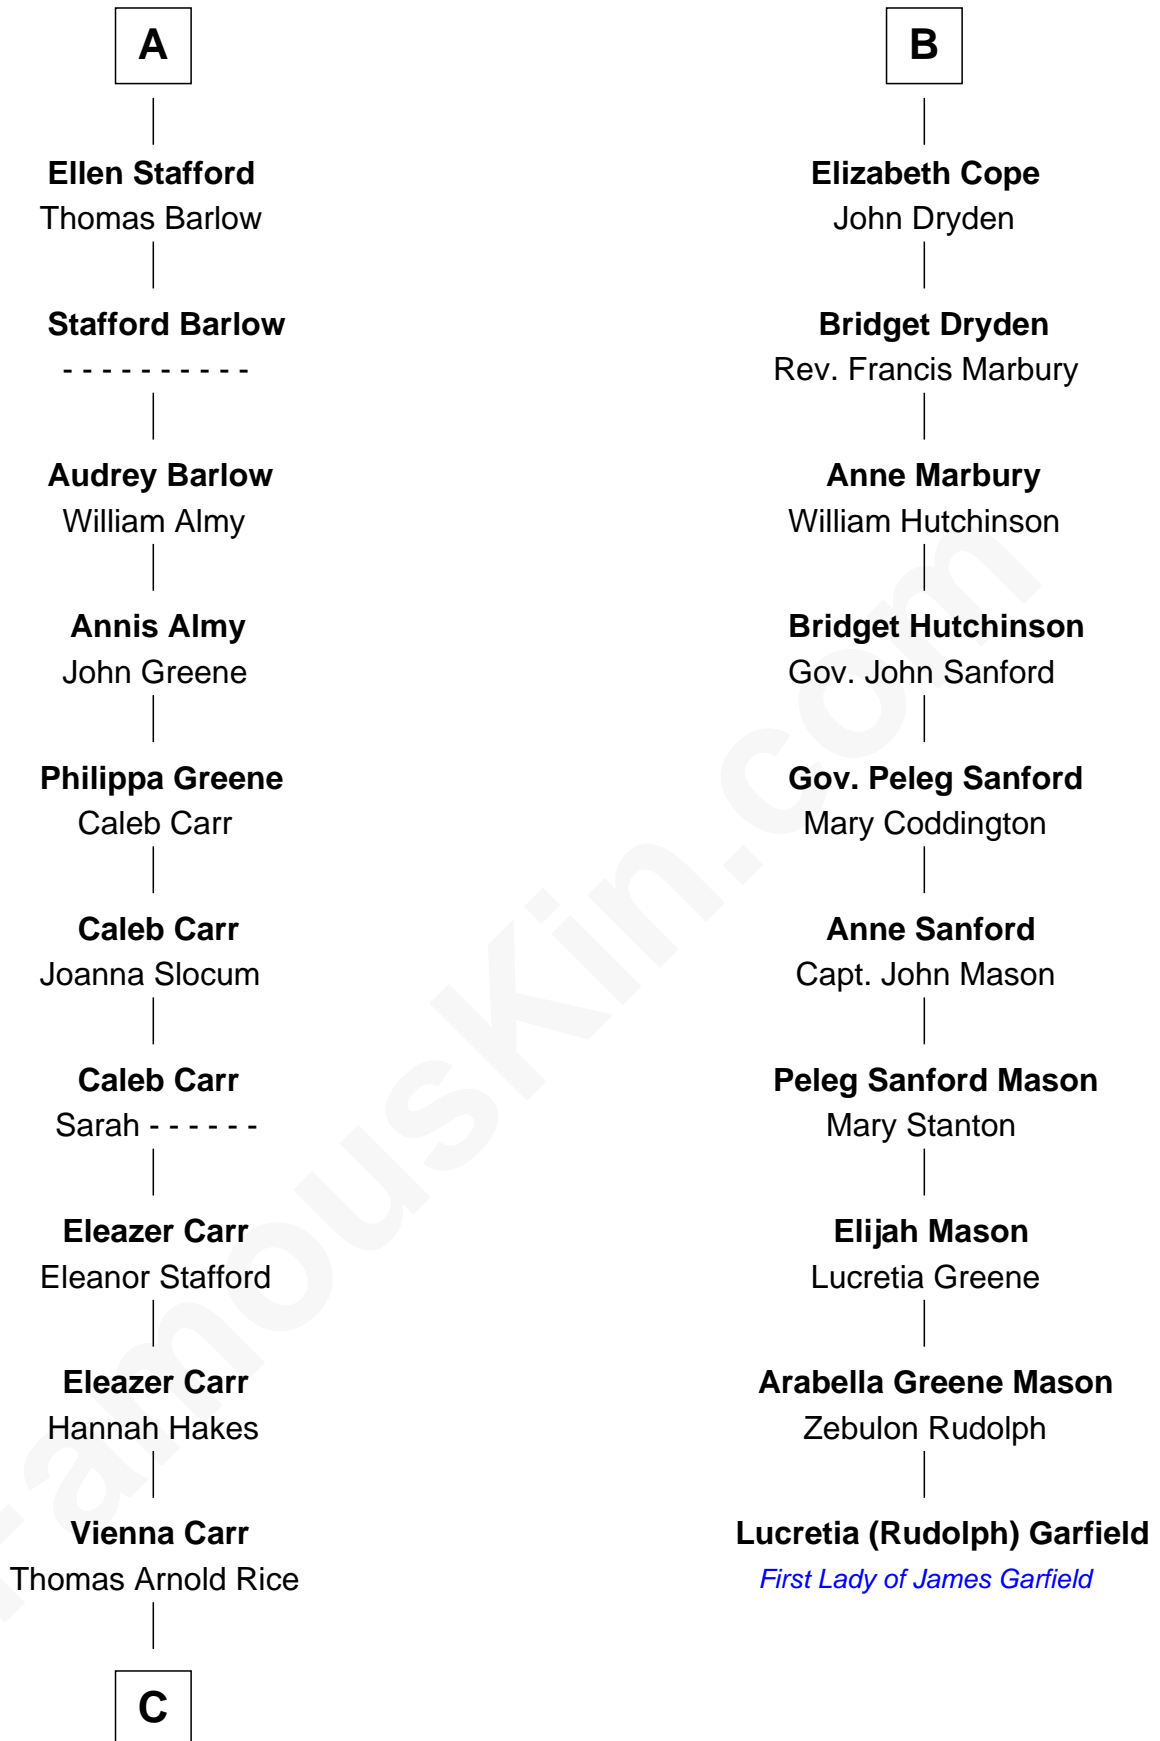 A
Ellen Stafford
Thomas Barlow
Stafford Barlow
- - - - - - - - - -
Audrey Barlow
William Almy
Annis Almy
John Greene
Philippa Greene
Caleb Carr
Caleb Carr
Joanna Slocum
Caleb Carr
Sarah - - - - - -
Eleazer Carr
Eleanor Stafford
Eleazer Carr
Hannah Hakes
Vienna Carr
Thomas Arnold Rice
C
B
Elizabeth Cope
John Dryden
Bridget Dryden
Rev. Francis Marbury
Anne Marbury
William Hutchinson
Bridget Hutchinson
Gov. John Sanford
Gov. Peleg Sanford
Mary Coddington
Anne Sanford
Capt. John Mason
Peleg Sanford Mason
Mary Stanton
Elijah Mason
Lucretia Greene
Arabella Greene Mason
Zebulon Rudolph
Lucretia (Rudolph) Garfield
First Lady of James Garfield
FamousKin.com